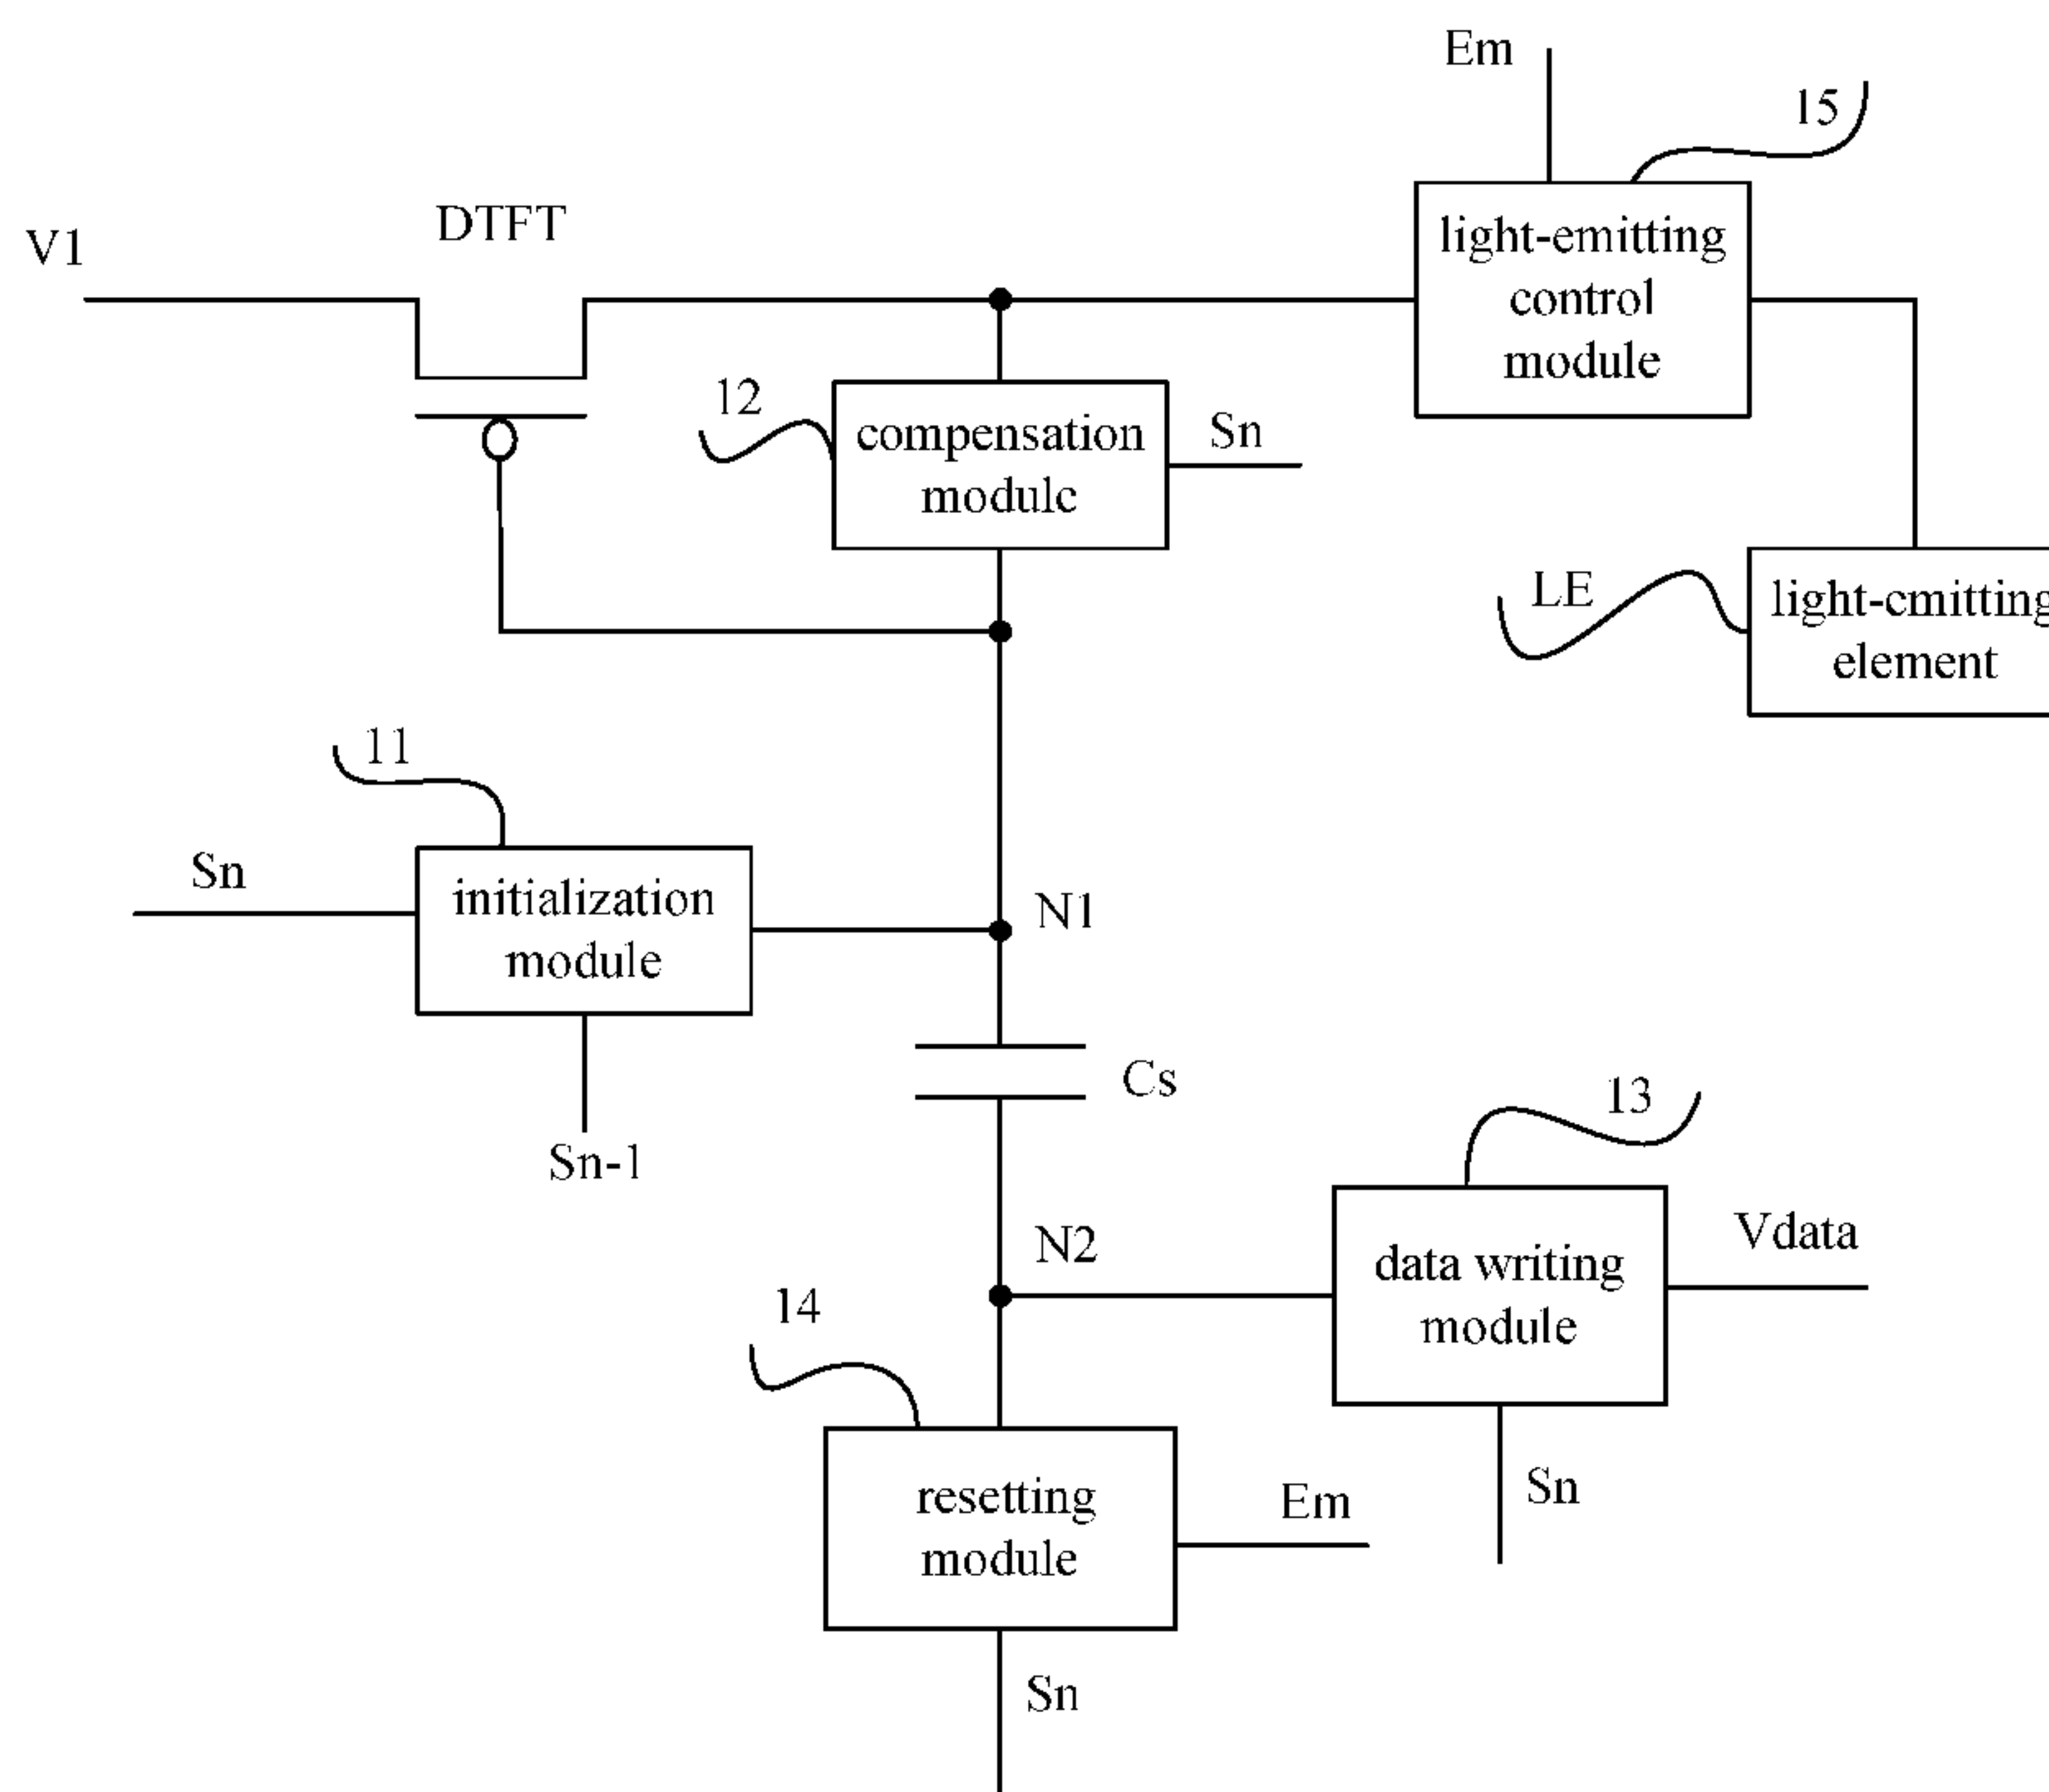 Em
15
V1
DTFT
light-emitting
control
module
12
compensation
module
Sn
LE
light-emitting
element
11
Sn
initialization
module
N1
Sn-1
Cs
13
N2
data writing
module
Vdata
14
Sn
resetting
module
Em
Sn